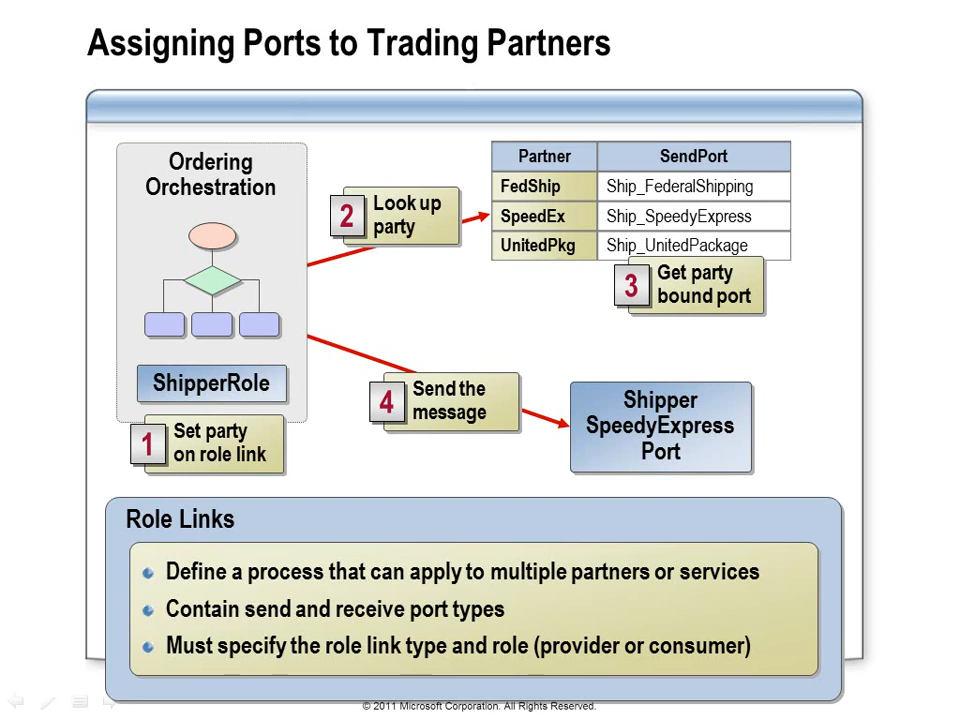 Assigning Ports to Trading Partners
Ordering
Orchestration
ShipperRole
1
Set party
on role link
2
Look up
party
Partner SendPort
FedShip Ship_FederalShipping
SpeedEx Ship_SpeedyExpress
UnitedPkg Ship_UnitedPackage
3
Get party
bound port
4
Send the
message
Shipper
SpeedyExpress
Port
Role Links
Define a process that can apply to multiple partners or services
Contain send and receive port types
Must specify the role link type and role (provider or consumer)
© 2011 Microsoft Corporation. All Rights Reserved.